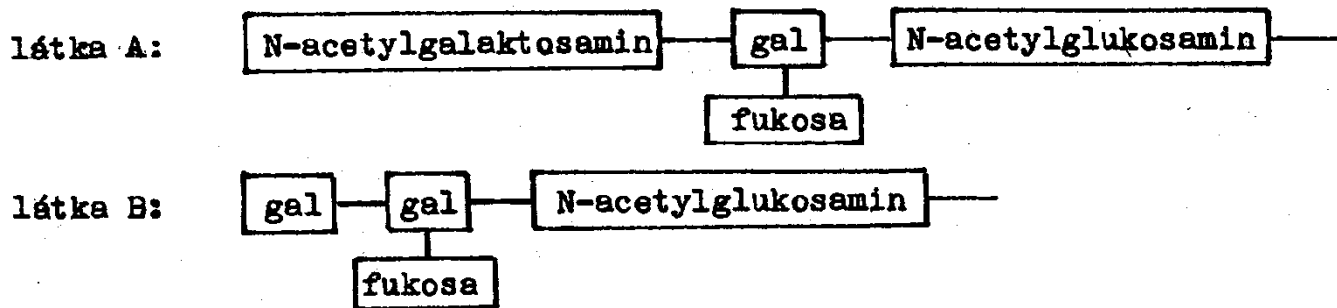 látka A: N-acetylgalaktosamin gal N-acetylglukosamin
fukosa
látka B: gal gal N-acetylglukosamin
fukosa